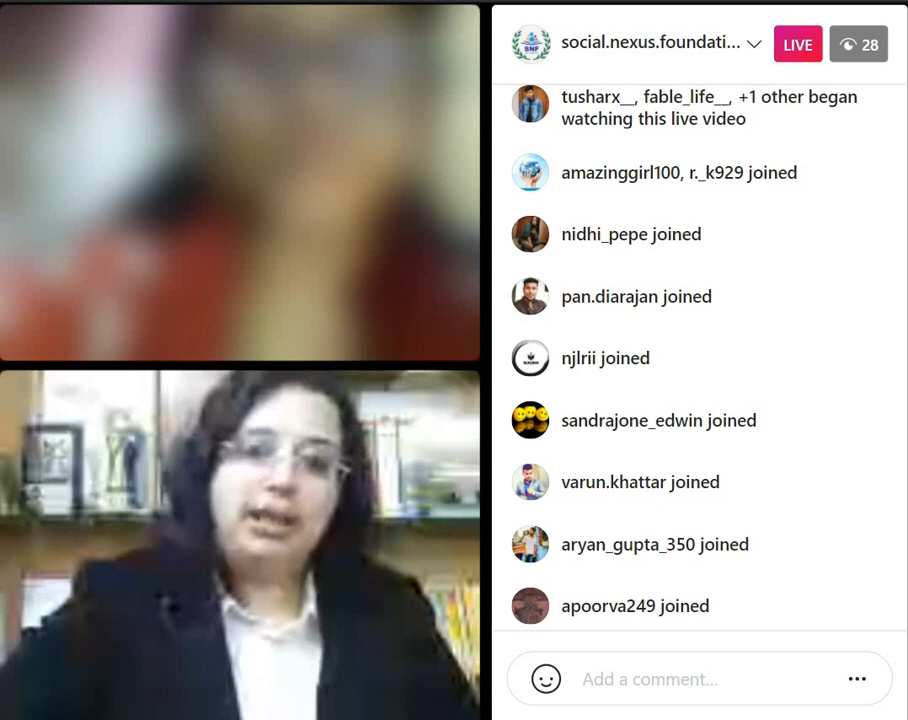 social.nexus.foundati...
LIVE
28
SNF
tusharx__, fable_life__, +1 other began
watching this live video
amazinggirl100, r._k929 joined
nidhi_pepe joined
pan.diarajan joined
njlrii joined
sandrajone_edwin joined
varun.khattar joined
aryan_gupta_350 joined
apoorva249 joined
Add a comment...